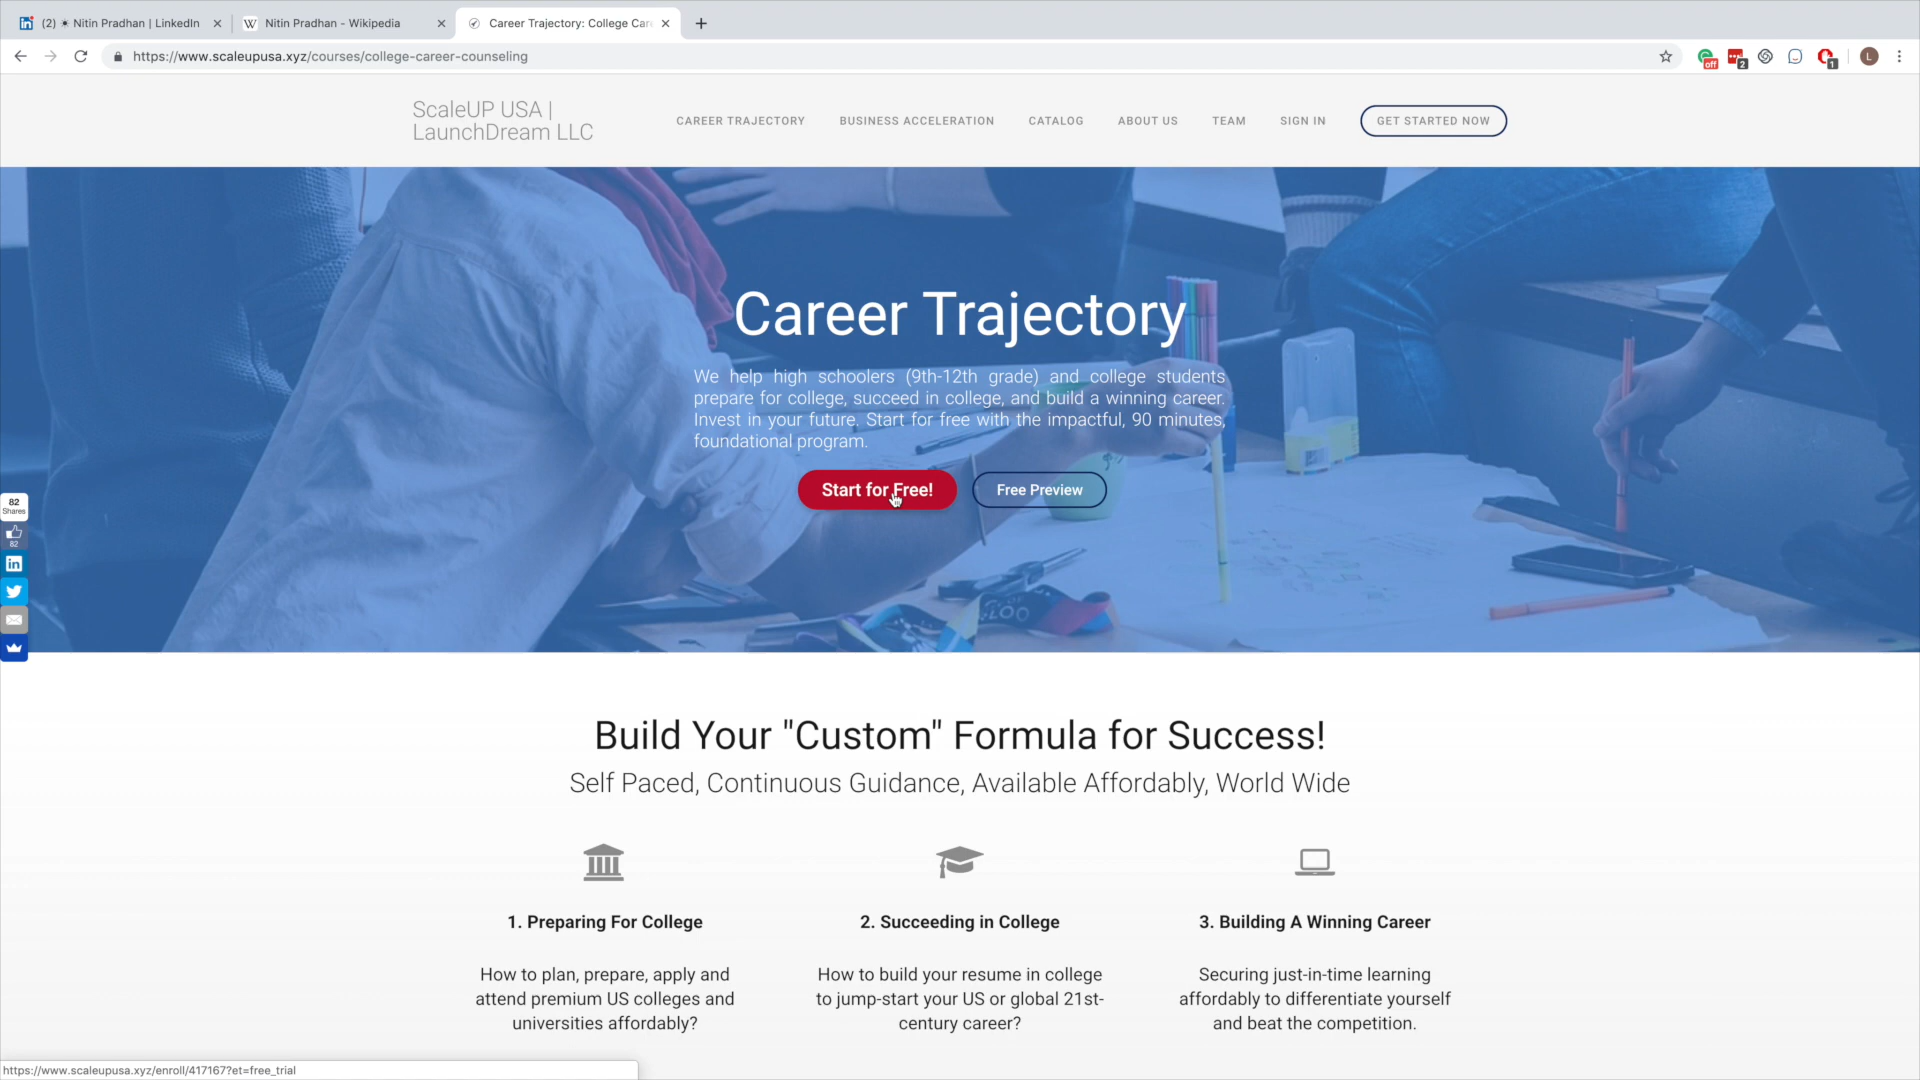 (2) ☀ Nitin Pradhan | LinkedIn
Nitin Pradhan - Wikipedia
Career Trajectory: College Car
https://www.scaleupusa.xyz/courses/college-career-counseling
off
2
1
L
ScaleUP USA |
LaunchDream LLC
CAREER TRAJECTORY
BUSINESS ACCELERATION
CATALOG
ABOUT US
TEAM
SIGN IN
GET STARTED NOW
Career Trajectory
We help high schoolers (9th-12th grade) and college students
prepare for college, succeed in college, and build a winning career.
Invest in your future. Start for free with the impactful, 90 minutes,
foundational program.
Start for Free!
Free Preview
82
Shares
82
Build Your "Custom" Formula for Success!
Self Paced, Continuous Guidance, Available Affordably, World Wide
1. Preparing For College
How to plan, prepare, apply and
attend premium US colleges and
universities affordably?
2. Succeeding in College
How to build your resume in college
to jump-start your US or global 21st-
century career?
3. Building A Winning Career
Securing just-in-time learning
affordably to differentiate yourself
and beat the competition.
https://www.scaleupusa.xyz/enroll/417167?et=free_trial